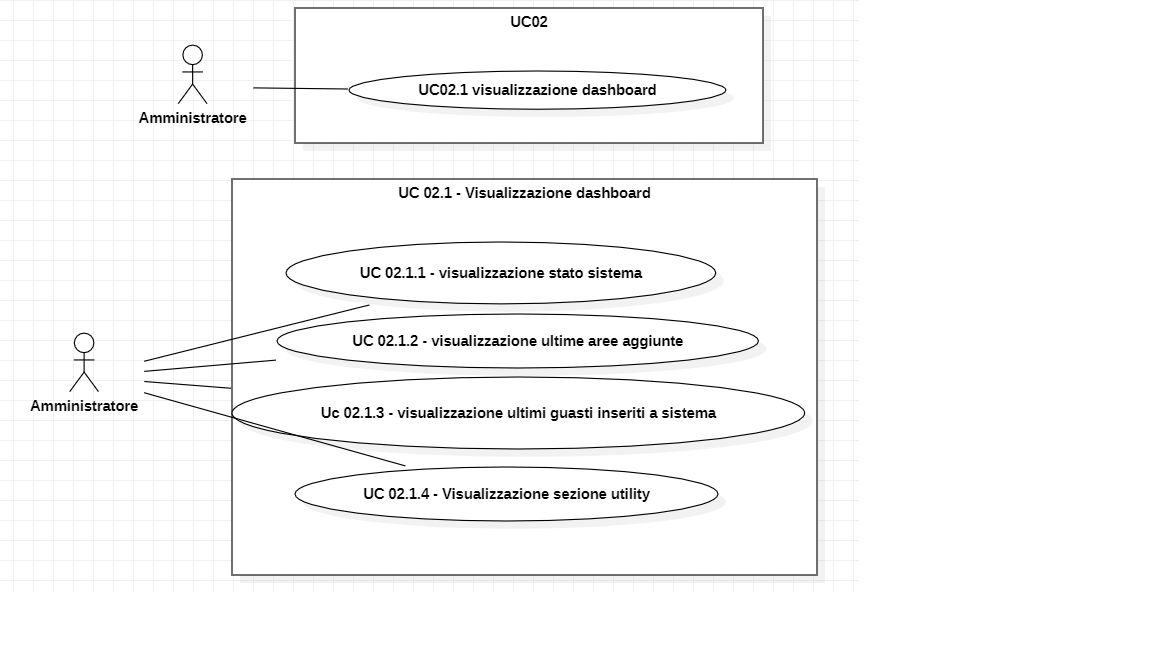 UC02
UC02.1 visualizzazione dashboard
Amministratore
UC 02.1 - Visualizzazione dashboard
UC 02.1.1 - visualizzazione stato sistema
UC 02.1.2 - visualizzazione ultime aree aggiunte
Amministratore
Uc 02.1.3 - visualizzazione ultimi guasti inseriti a sistema
UC 02.1.4 - Visualizzazione sezione utility